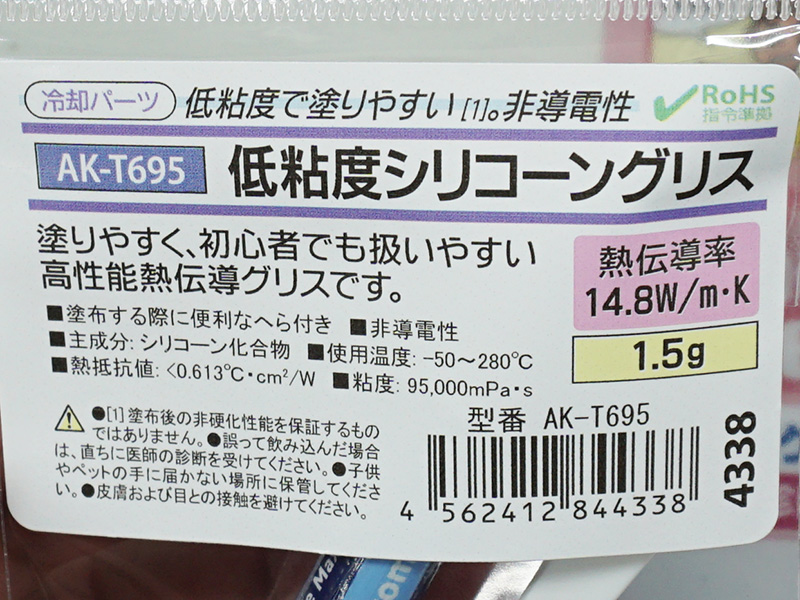 冷却パーツ 低粘度で塗りやすい[1]。非導電性 RoHS
指令準拠
AK-T695 低粘度シリコーングリス
塗りやすく、初心者でも扱いやすい
高性能熱伝導グリスです。
熱伝導率
14.8W/m・K
1.5g
■塗布する際に便利なへら付き ■非導電性
■主成分: シリコーン化合物 ■使用温度: -50～280℃
■熱抵抗値: <0.613℃・cm²/W ■粘度: 95,000mPa・s
●[1]塗布後の非硬化性能を保証するもの
ではありません。●誤って飲み込んだ場合
は、直ちに医師の診断を受けてください。●子供
やペットの手に届かない場所に保管してくださ
い。●皮膚および目との接触を避けてください。
型番 AK-T695
4 562412 844338
4338
e Ma
om